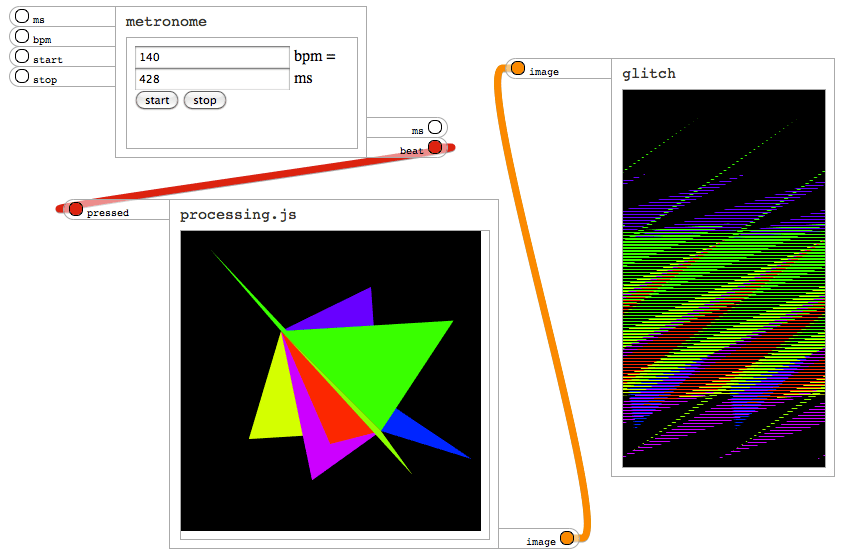 ms
bpm
start
stop
metronome
140 bpm =
428 ms
start stop
ms
beat
pressed
processing.js
image
image
glitch